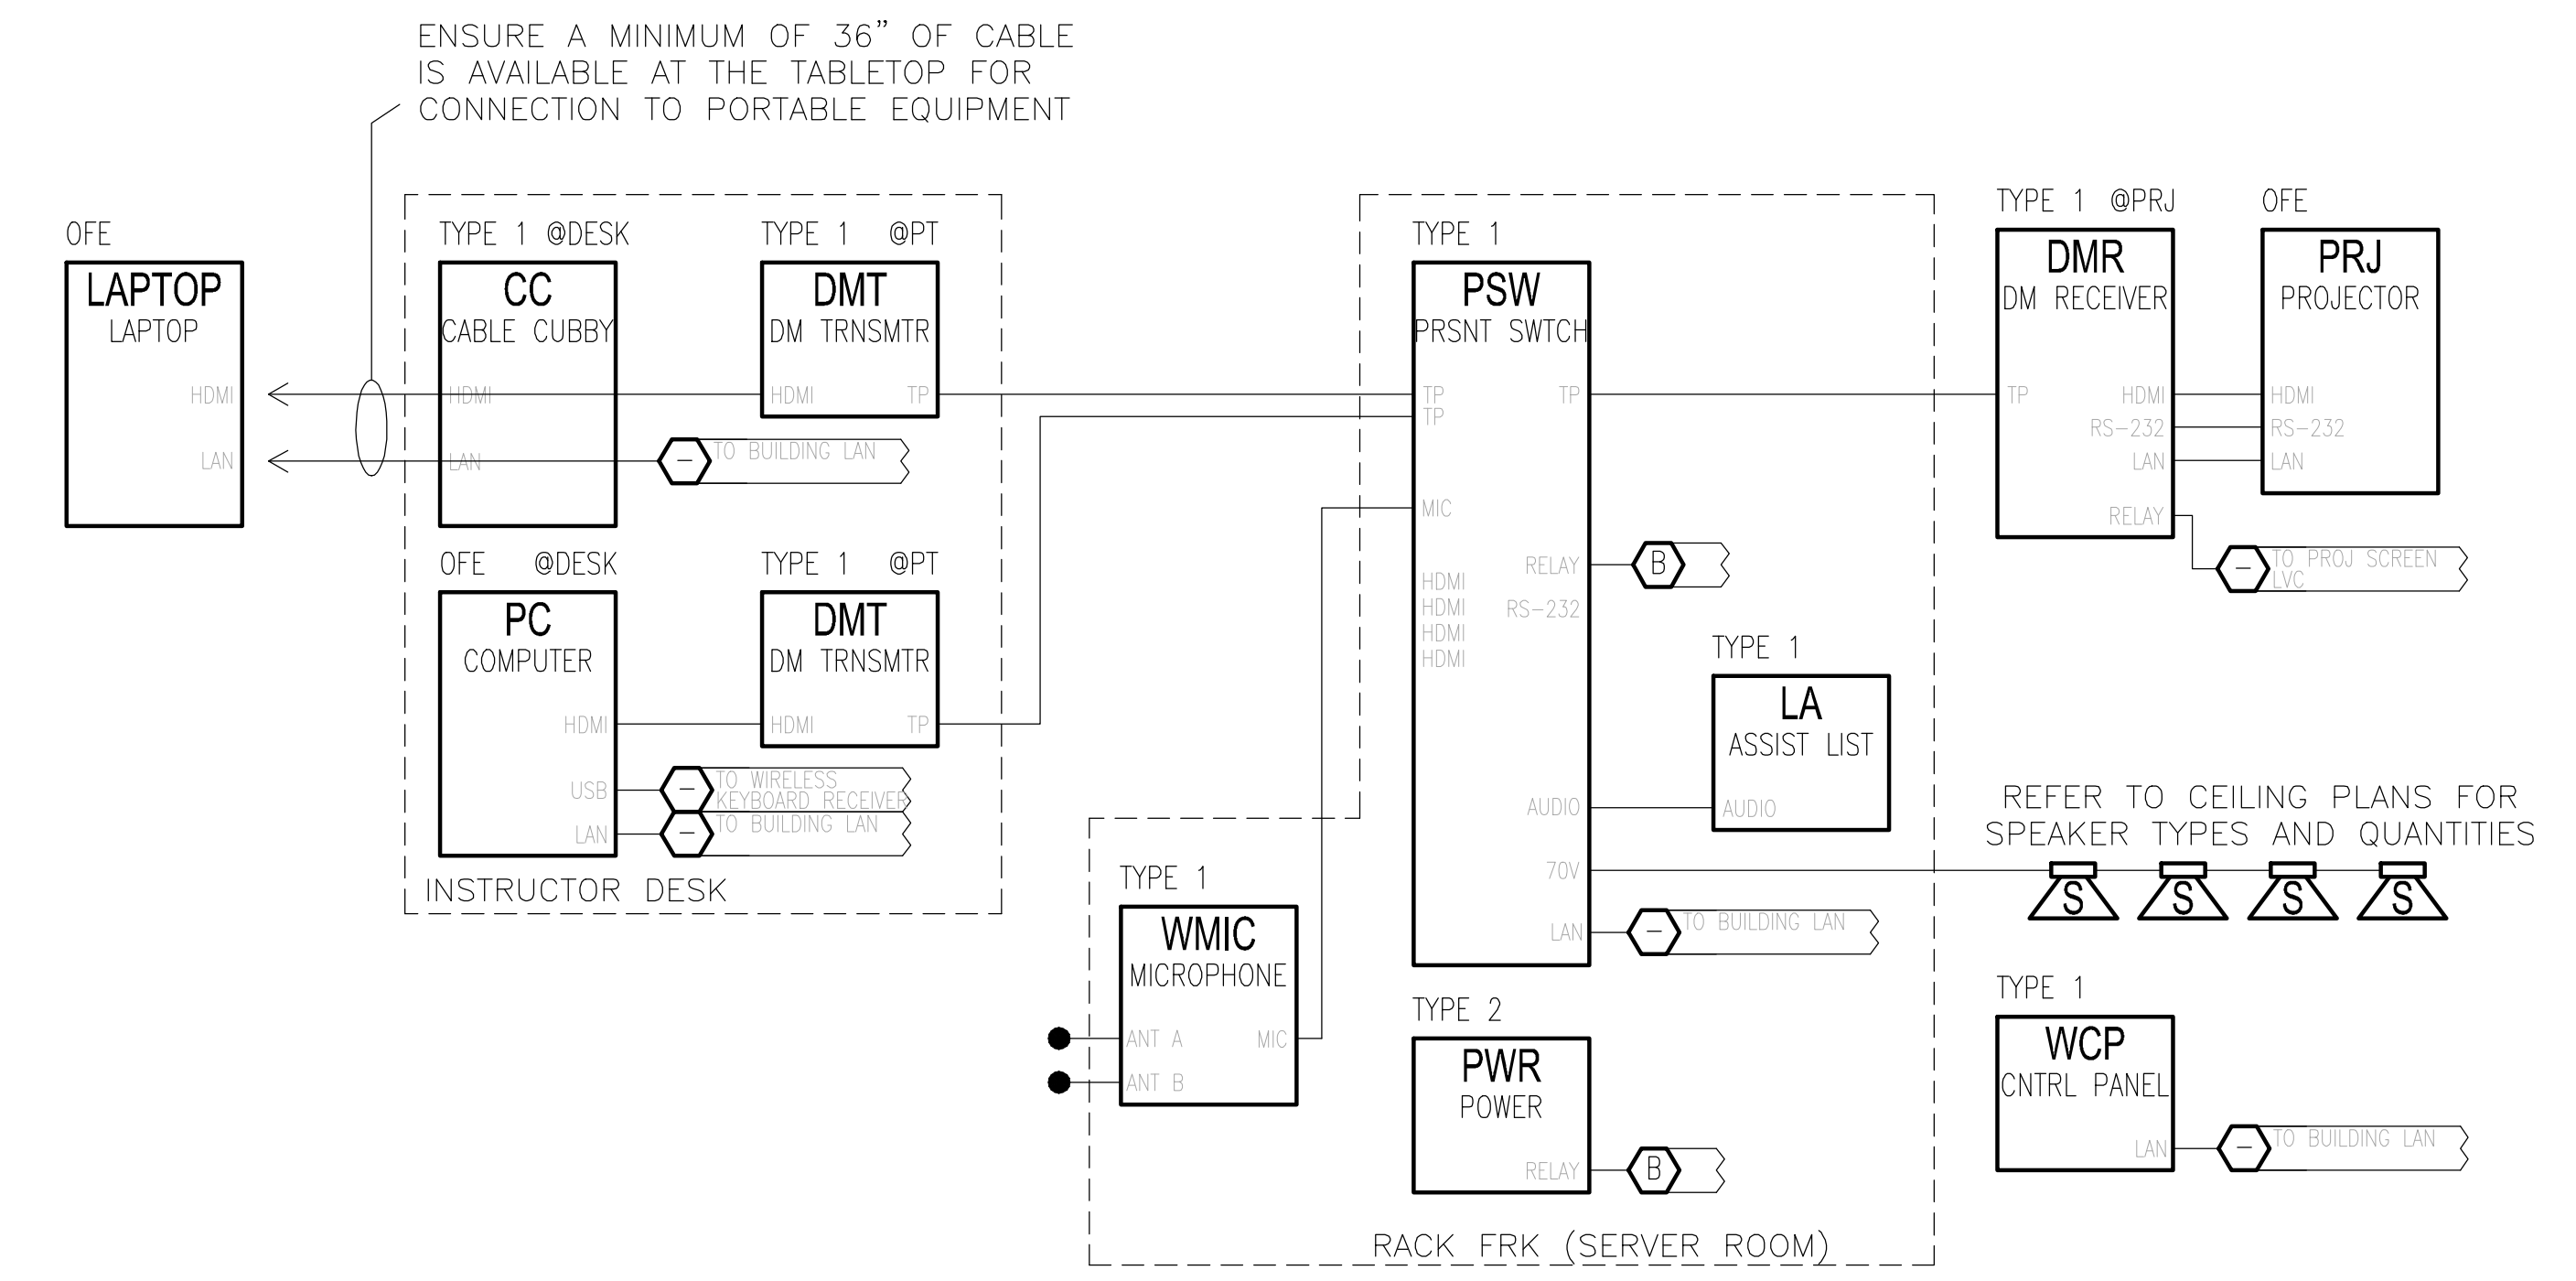 ENSURE A MINIMUM OF 36” OF CABLE
IS AVAILABLE AT THE TABLETOP FOR
CONNECTION TO PORTABLE EQUIPMENT
OFE
LAPTOP
LAPTOP
HDMI
LAN
TYPE 1 @DESK
CC
CABLE CUBBY
HDMI
LAN
TO BUILDING LAN
TYPE 1 @PT
DMT
DM TRNSMTR
HDMI TP
OFE @DESK
PC
COMPUTER
HDMI
USB
LAN
TO WIRELESS
KEYBOARD RECEIVER
TO BUILDING LAN
TYPE 1 @PT
DMT
DM TRNSMTR
HDMI TP
INSTRUCTOR DESK
TYPE 1
WMIC
MICROPHONE
ANT A MIC
ANT B
TYPE 1
PSW
PRSNT SWTCH
TP TP
TP
MIC
RELAY
HDMI
HDMI
HDMI
HDMI
RS-232
AUDIO
70V
LAN
B
TO BUILDING LAN
TYPE 1
LA
ASSIST LIST
AUDIO
TYPE 2
PWR
POWER
RELAY
B
RACK FRK (SERVER ROOM)
TYPE 1 @PRJ
DMR
DM RECEIVER
TP HDMI
RS-232
LAN
RELAY
TO PROJ SCREEN
LVC
OFE
PRJ
PROJECTOR
HDMI
RS-232
LAN
REFER TO CEILING PLANS FOR
SPEAKER TYPES AND QUANTITIES
S S S S
TYPE 1
WCP
CNTRL PANEL
LAN
TO BUILDING LAN